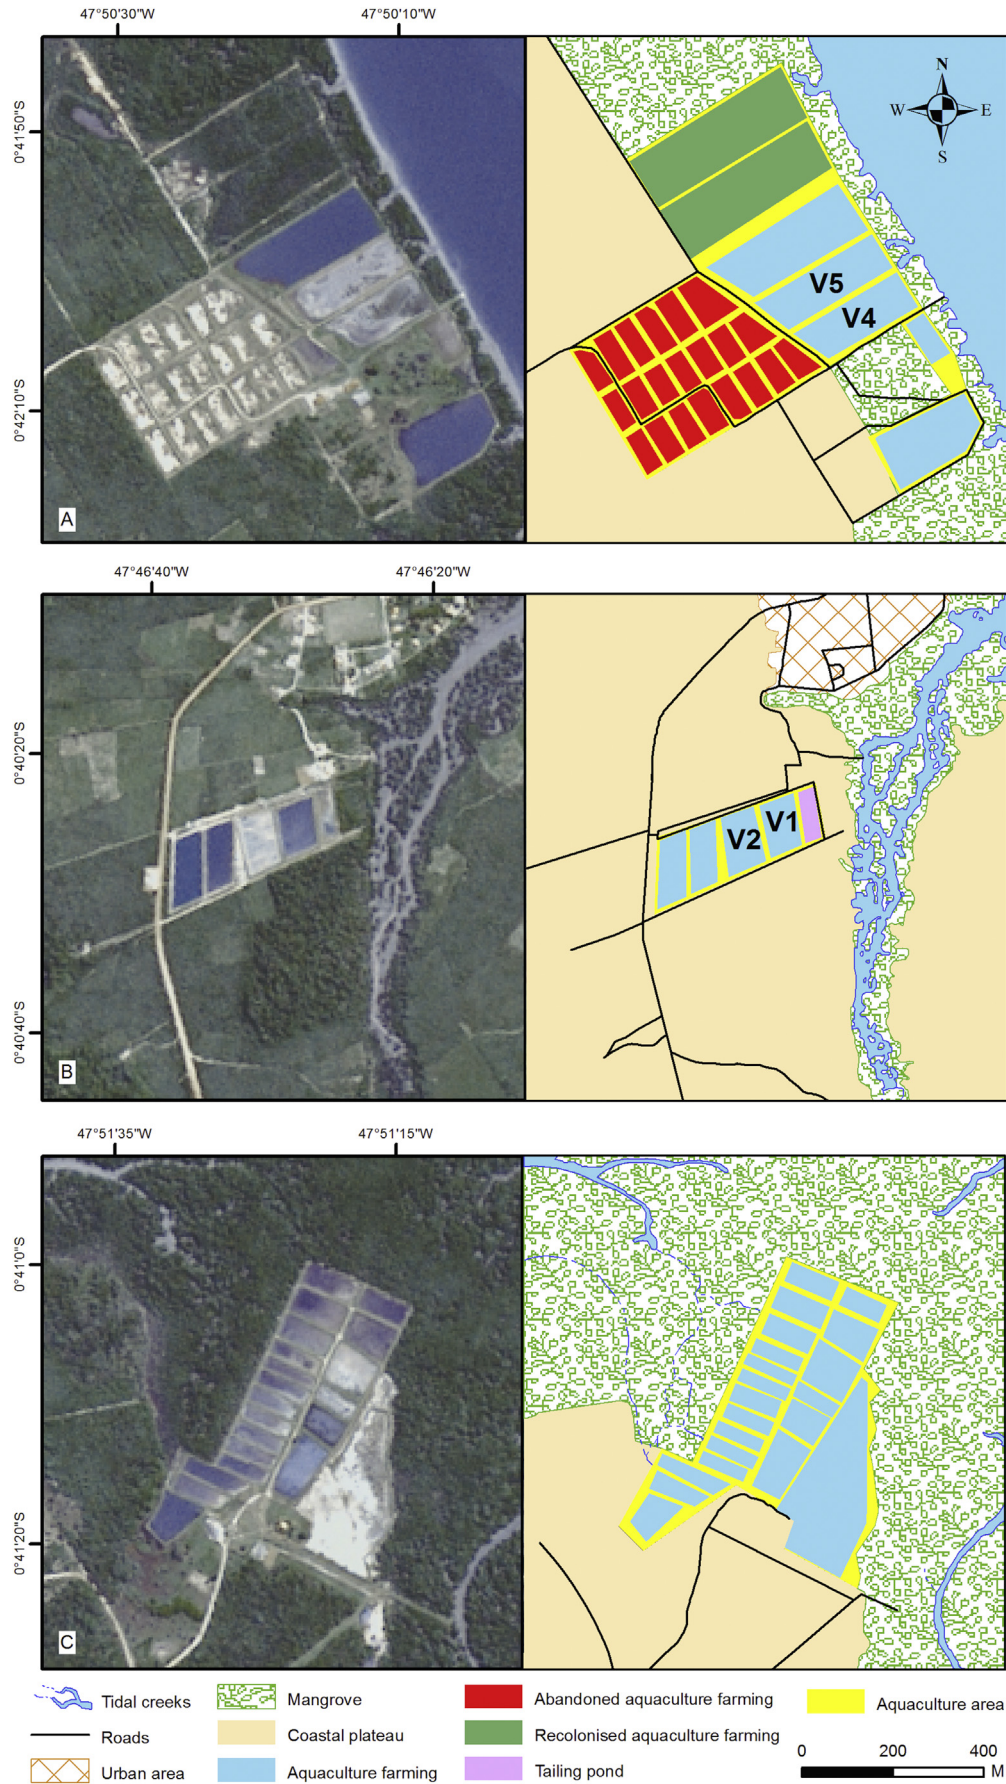 47°50'30"W 47°50'10"W
0°41'50"S
N
W E
S
V5
V4
0°42'10"S
A
47°46'40"W 47°46'20"W
0°40'20"S
V1
V2
0°40'40"S
B
47°51'35"W 47°51'15"W
0°41'0"S
0°41'20"S
C
Tidal creeks Mangrove Abandoned aquaculture farming Aquaculture area
Roads Coastal plateau Recolonised aquaculture farming
Urban area Aquaculture farming Tailing pond
0 200 400
M